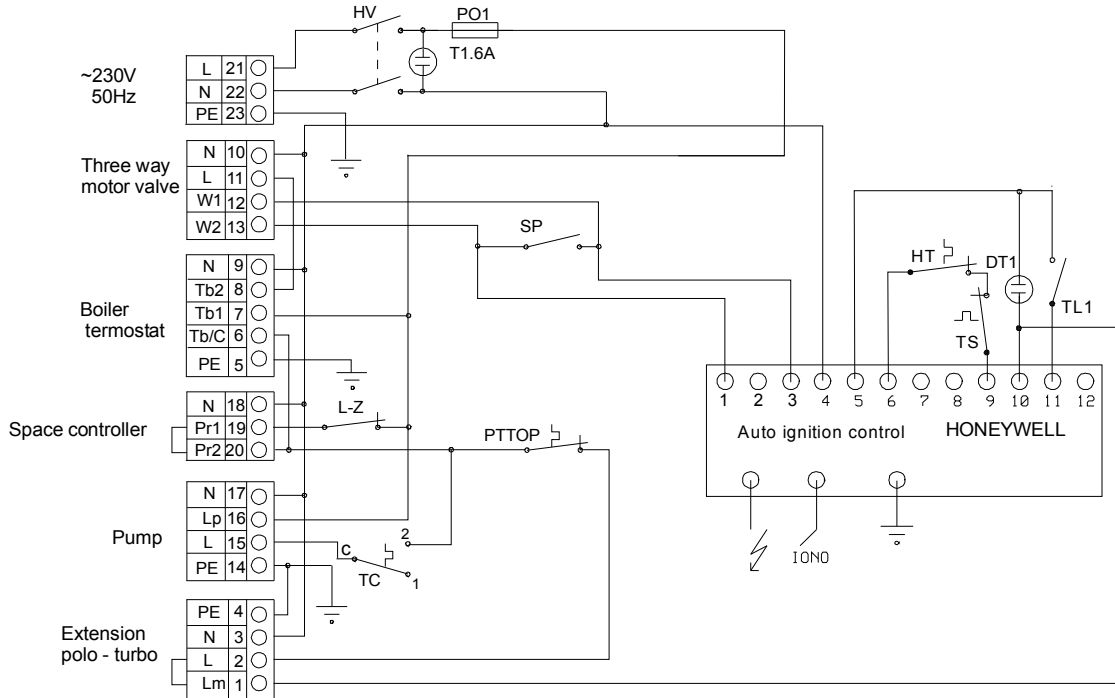 HV
PO1
T1.6A
~230V
50Hz
L 21
N 22
PE 23
Three way
motor valve
N 10
L 11
W1 12
W2 13
SP
Boiler
termostat
N 9
Tb2 8
Tb1 7
Tb/C 6
PE 5
HT
DT1
TS
TL1
Space controller
N 18
Pr1 19
Pr2 20
L-Z
PTTOP
1 2 3 4 5 6 7 8 9 10 11 12
Auto ignition control HONEYWELL
IONO
Pump
N 17
Lp 16
L 15
PE 14
C
2
TC
1
Extension
polo - turbo
PE 4
N 3
L 2
Lm 1